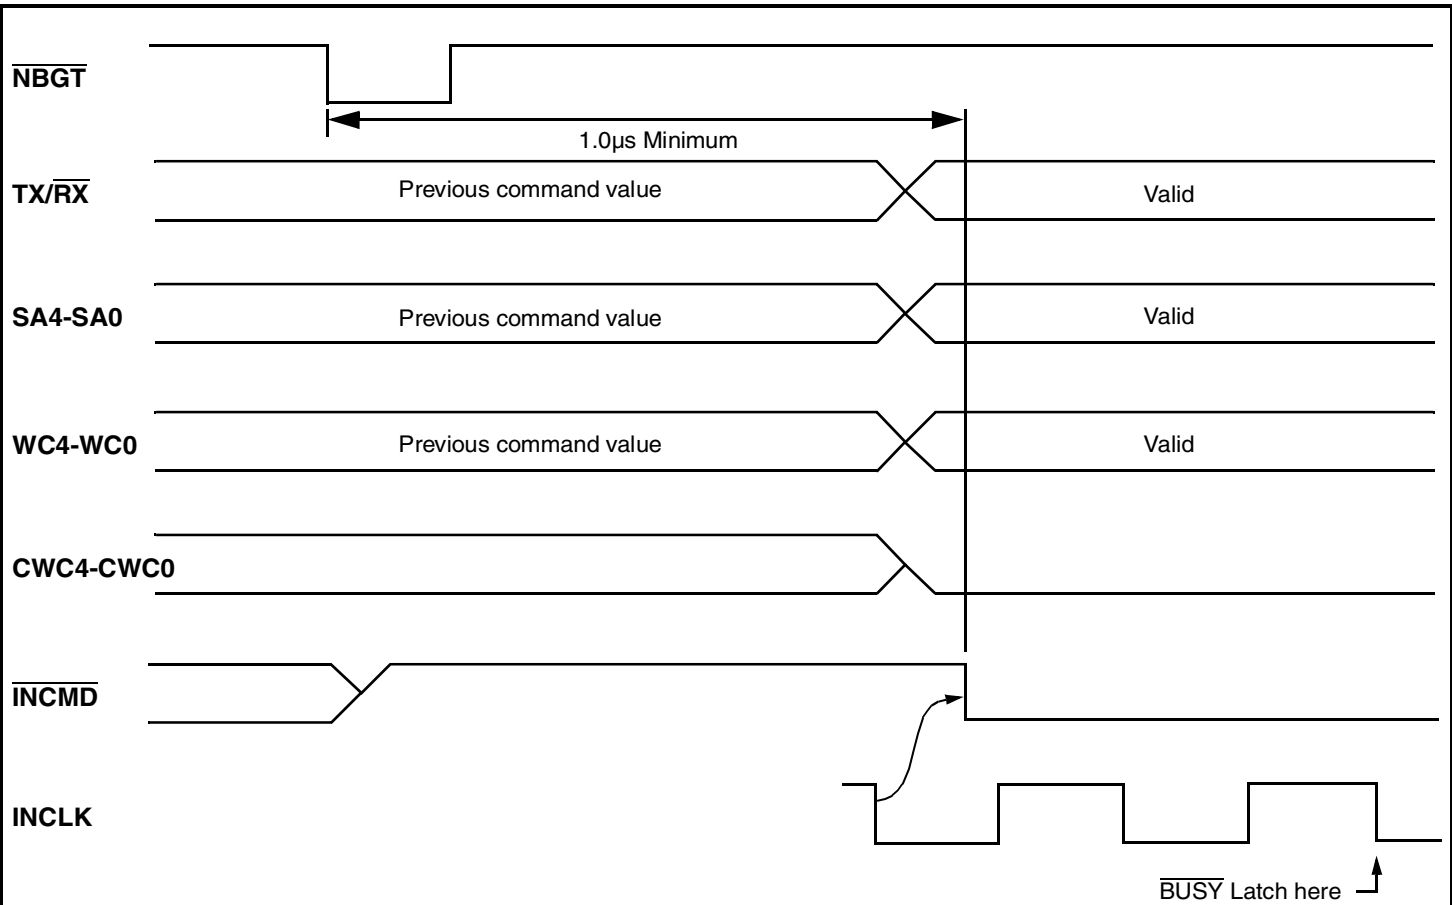 NBGT
1.0µs Minimum
TX/RX
Previous command value
Valid
SA4-SA0
Previous command value
Valid
WC4-WC0
Previous command value
Valid
CWC4-CWC0
INCMD
INCLK
BUSY Latch here